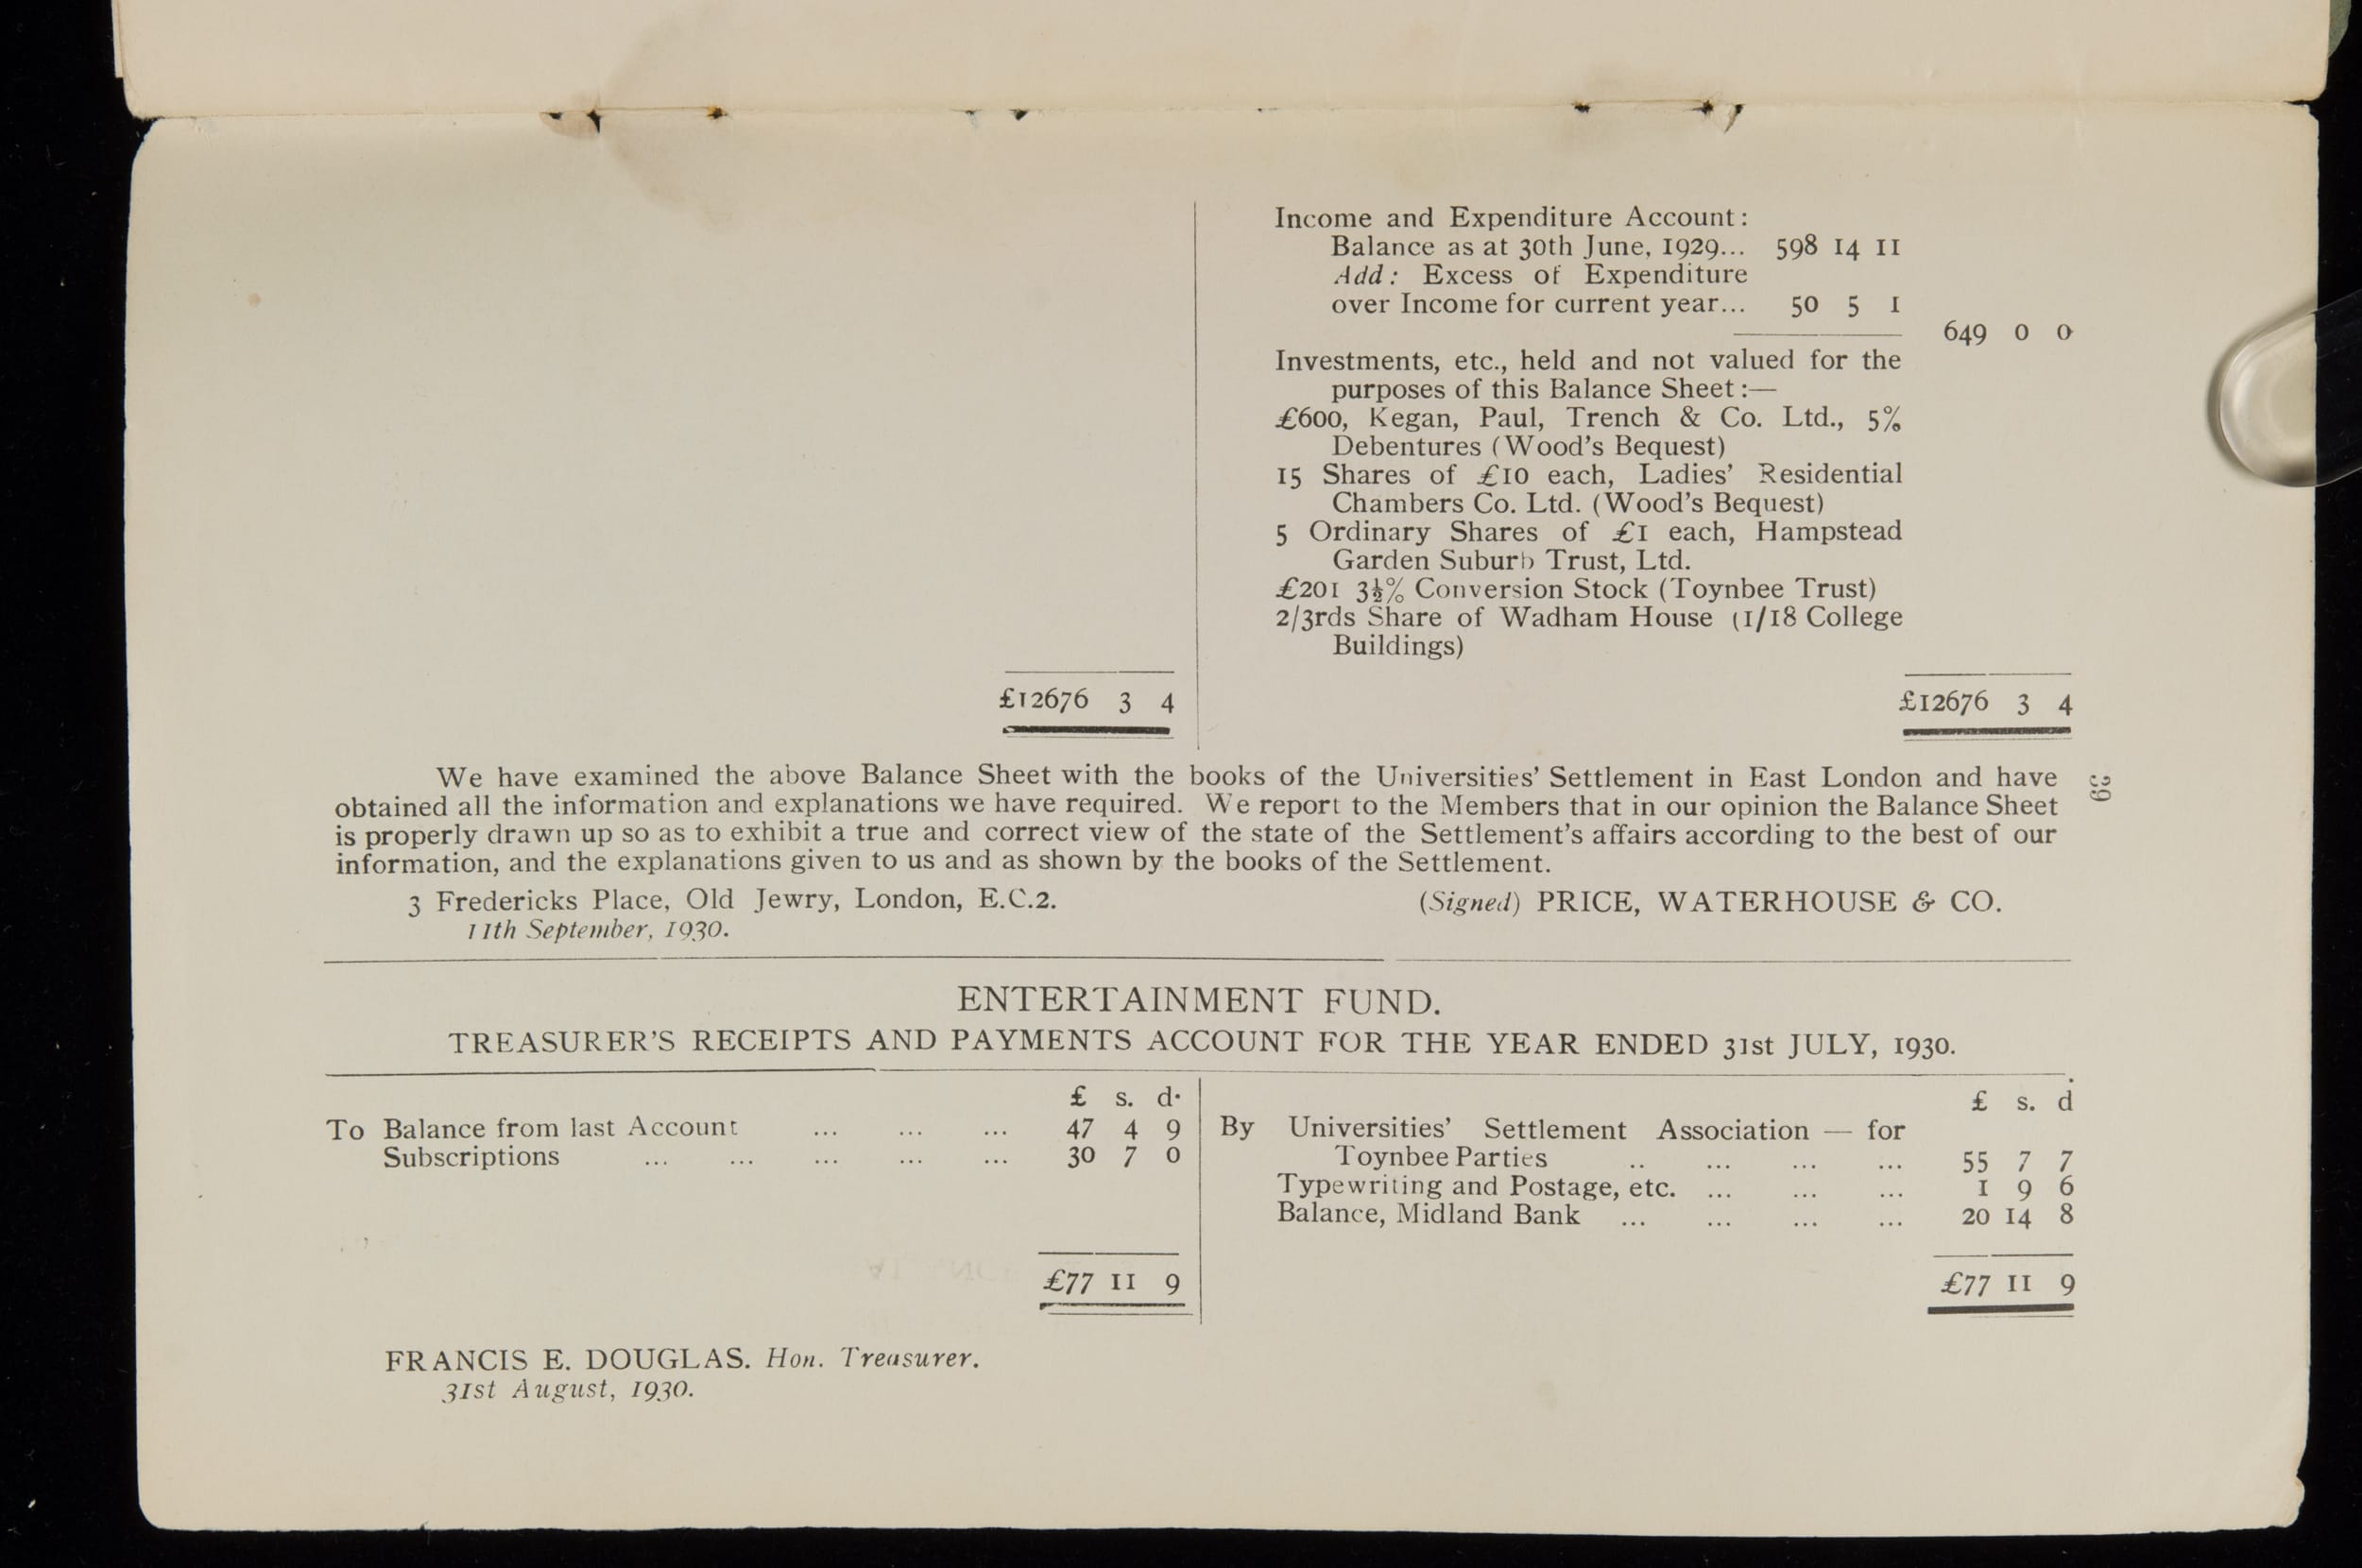 Income and Expenditure Account:
Balance as at 30th June, 1929... 598 14 11
Add: Excess of Expenditure
over Income for current year... 50 5 1
649 0 0
Investments, etc., held and not valued for the
purposes of this Balance Sheet:—
£600, Kegan, Paul, Trench & Co. Ltd., 5%
Debentures (Wood's Bequest)
15 Shares of £10 each, Ladies' Residential
Chambers Co. Ltd. (Wood's Bequest)
5 Ordinary Shares of £1 each, Hampstead
Garden Suburb Trust, Ltd.
£201 3½% Conversion Stock (Toynbee Trust)
2/3rds Share of Wadham House (1/18 College
Buildings)
£12676 3 4 £12676 3 4
We have examined the above Balance Sheet with the books of the Universities' Settlement in East London and have
obtained all the information and explanations we have required. We report to the Members that in our opinion the Balance Sheet
is properly drawn up so as to exhibit a true and correct view of the state of the Settlement's affairs according to the best of our
information, and the explanations given to us and as shown by the books of the Settlement.
39
3 Fredericks Place, Old Jewry, London, E.C.2. (Signed) PRICE, WATERHOUSE & CO.
11th September, 1930.
ENTERTAINMENT FUND.
TREASURER'S RECEIPTS AND PAYMENTS ACCOUNT FOR THE YEAR ENDED 31st JULY, 1930.
£ s. d.
To Balance from last Account ... ... ... 47 4 9
Subscriptions ... ... ... ... ... 30 7 0
£77 11 9
£ s. d
By Universities' Settlement Association — for
Toynbee Parties .. ... ... ... 55 7 7
Typewriting and Postage, etc. ... ... ... 1 9 6
Balance, Midland Bank ... ... ... ... 20 14 8
£77 11 9
FRANCIS E. DOUGLAS. Hon. Treasurer.
31st August, 1930.